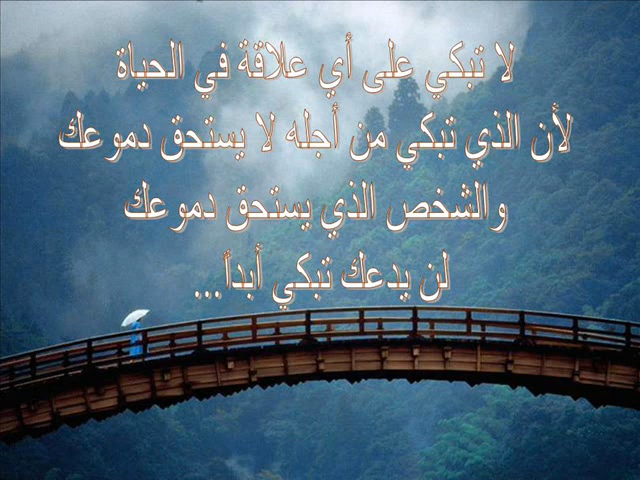 لا تبكي على أي علاقة في الحياة
لأن الذي تبكي من أجله لا يستحق دموعك
والشخص الذي يستحق دموعك
لن يدعك تبكي أبدأ...